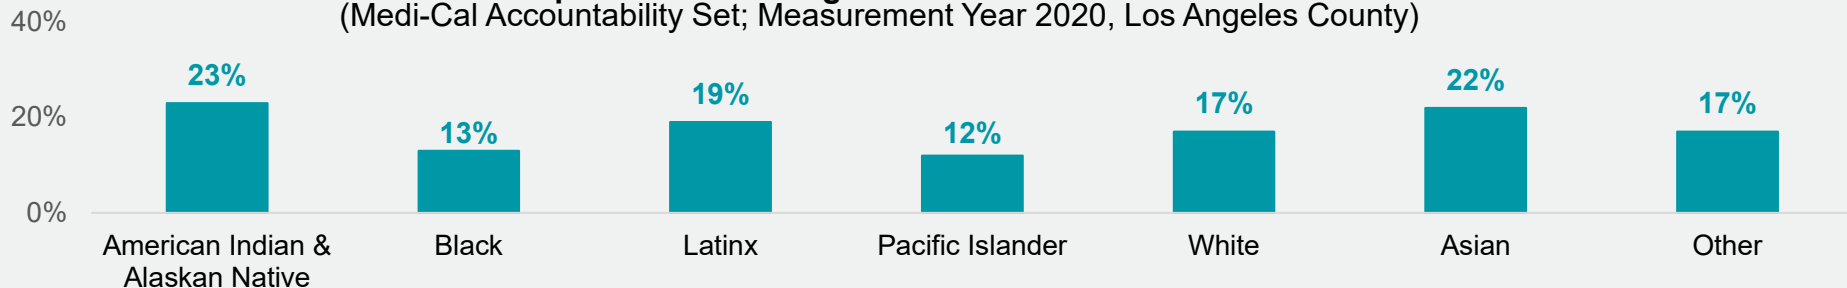 (Medi-Cal Accountability Set; Measurement Year 2020, Los Angeles County)
40%
20%
0%
23%
13%
19%
12%
17%
22%
17%
American Indian &
Alaskan Native
Black
Latinx
Pacific Islander
White
Asian
Other